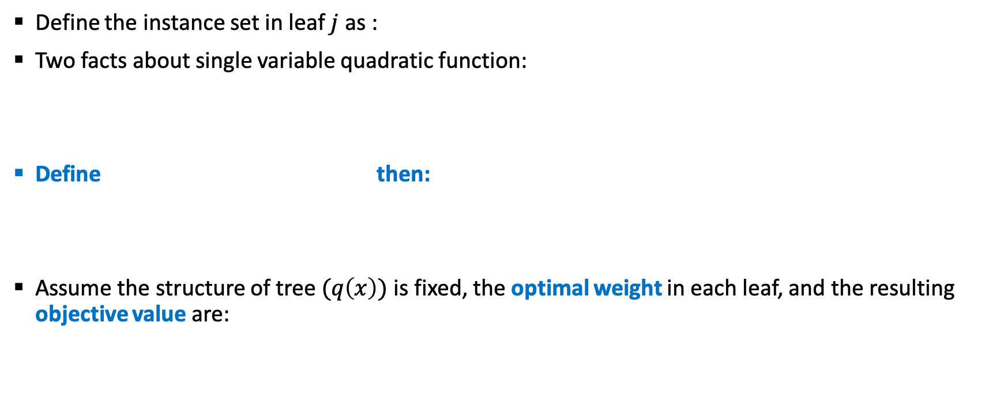 ▪ Define the instance set in leaf j as :
▪ Two facts about single variable quadratic function:
▪ Define then:
▪ Assume the structure of tree (q(x)) is fixed, the optimal weight in each leaf, and the resulting
objective value are: